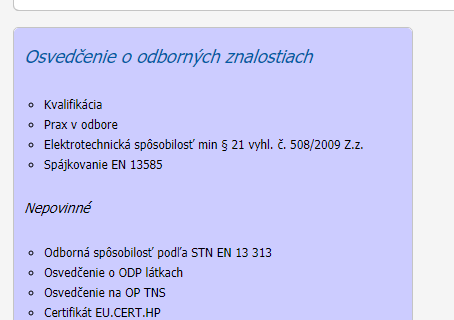 Osvedčenie o odborných znalostiach
Kvalifikácia
Prax v odbore
Elektrotechnická spôsobilosť min § 21 vyhl. č. 508/2009 Z.z.
Spájkovanie EN 13585
Nepovinné
Odborná spôsobilosť podľa STN EN 13 313
Osvedčenie o ODP látkach
Osvedčenie na OP TNS
Certifikát EU.CERT.HP